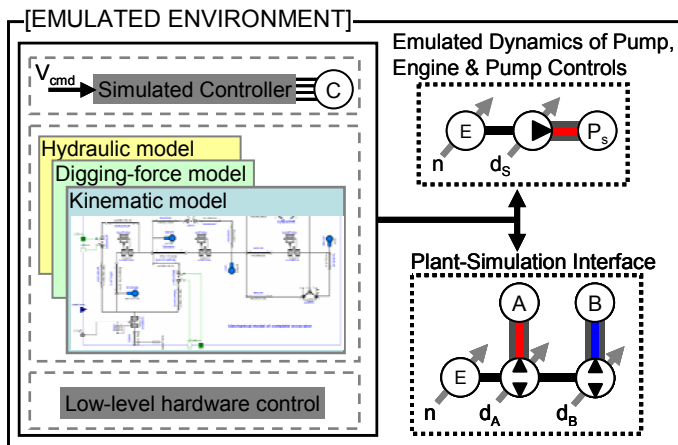 [EMULATED ENVIRONMENT]
V_cmd
Simulated Controller
C
Hydraulic model
Digging-force model
Kinematic model
Mechanical model of complete excavator
Low-level hardware control
Emulated Dynamics of Pump,
Engine & Pump Controls
E
P_s
n
d_S
Plant-Simulation Interface
A
B
E
n
d_A
d_B